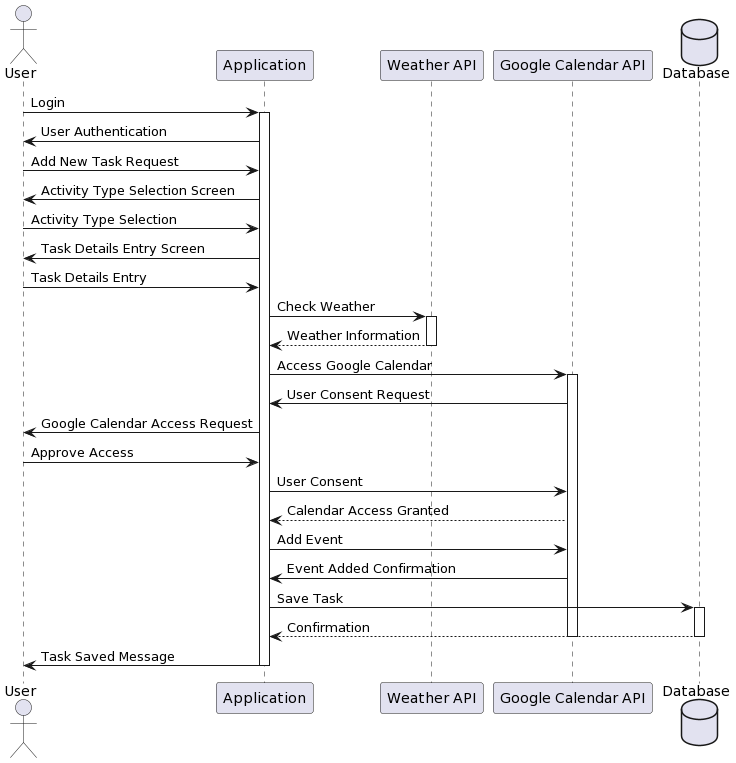 User
Application
Weather API
Google Calendar API
Database
Login
User Authentication
Add New Task Request
Activity Type Selection Screen
Activity Type Selection
Task Details Entry Screen
Task Details Entry
Check Weather
Weather Information
Access Google Calendar
User Consent Request
Google Calendar Access Request
Approve Access
User Consent
Calendar Access Granted
Add Event
Event Added Confirmation
Save Task
Confirmation
Task Saved Message
User
Application
Weather API
Google Calendar API
Database